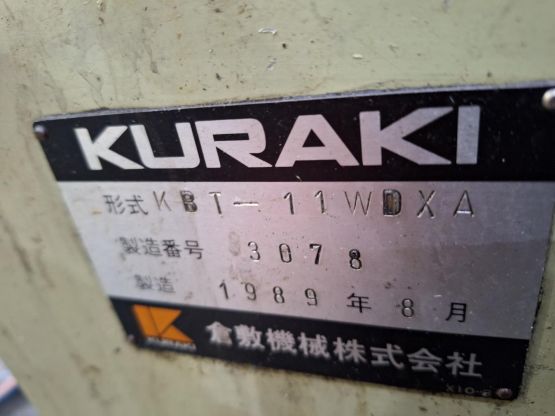 KURAKI
形式 KBT-11WDXA
製造番号 3078
製造 1989年8月
KURAKI 倉敷機械株式会社